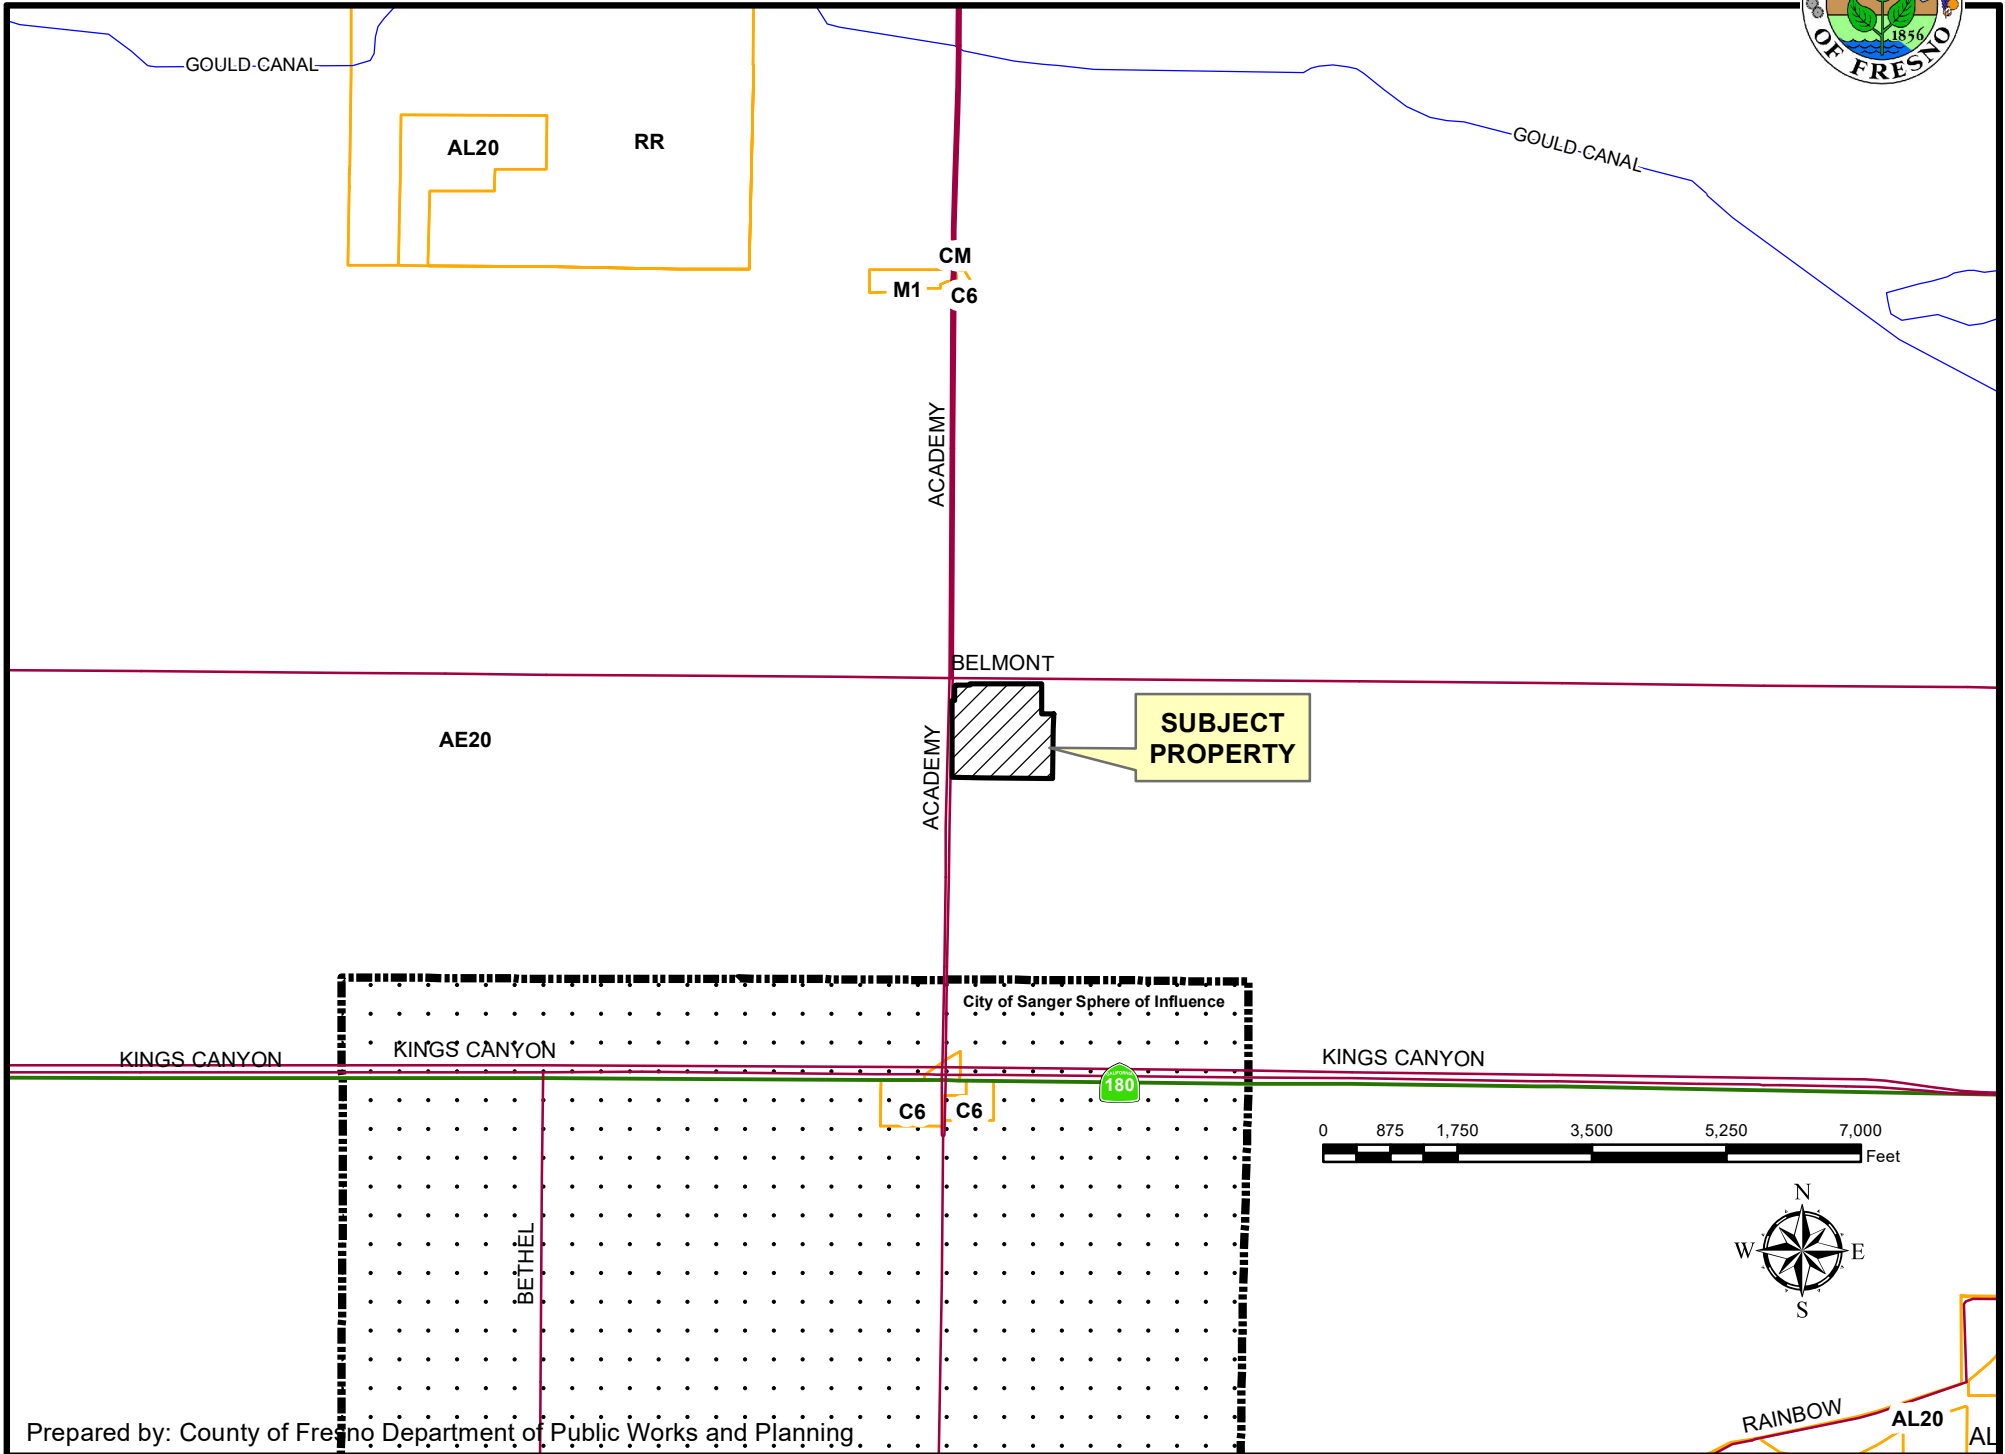 1856
OF FRESNO
GOULD CANAL
AL20
RR
GOULD CANAL
CM
M1
C6
ACADEMY
BELMONT
SUBJECT
PROPERTY
AE20
ACADEMY
City of Sanger Sphere of Influence
KINGS CANYON
KINGS CANYON
KINGS CANYON
180
C6
C6
0 875 1,750 3,500 5,250 7,000
Feet
N
W
E
S
BETHEL
RAINBOW
AL20
AL
Prepared by: County of Fresno Department of Public Works and Planning